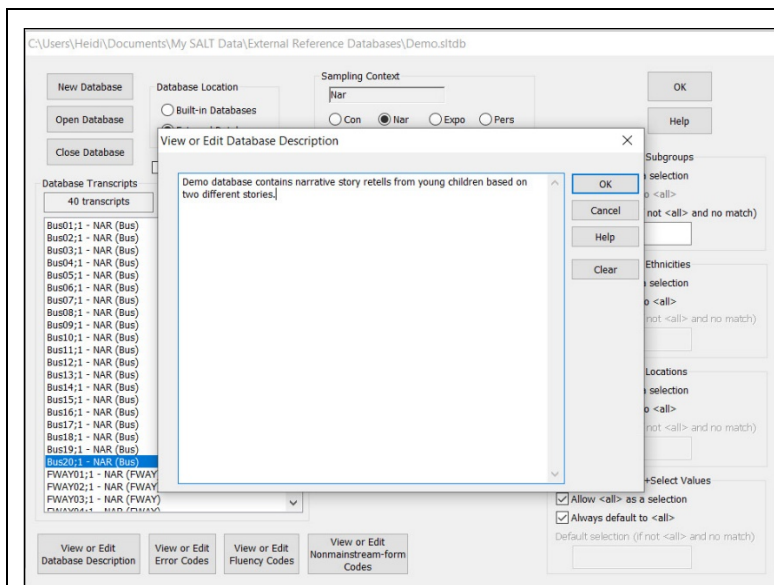 C:\Users\Heidi\Documents\My SALT Data\External Reference Databases\Demo.sltdb
New Database
Open Database
Close Database
Database Location
Built-in Databases
Sampling Context
Nar
Con
Nar
Expo
Pers
OK
Help
Database Transcripts
40 transcripts
Bus01;1 - NAR (Bus)
Bus02;1 - NAR (Bus)
Bus03;1 - NAR (Bus)
Bus04;1 - NAR (Bus)
Bus05;1 - NAR (Bus)
Bus06;1 - NAR (Bus)
Bus07;1 - NAR (Bus)
Bus08;1 - NAR (Bus)
Bus09;1 - NAR (Bus)
Bus10;1 - NAR (Bus)
Bus11;1 - NAR (Bus)
Bus12;1 - NAR (Bus)
Bus13;1 - NAR (Bus)
Bus14;1 - NAR (Bus)
Bus15;1 - NAR (Bus)
Bus16;1 - NAR (Bus)
Bus17;1 - NAR (Bus)
Bus18;1 - NAR (Bus)
Bus19;1 - NAR (Bus)
Bus20;1 - NAR (Bus)
FWAY01;1 - NAR (FWAY
FWAY02;1 - NAR (FWAY
FWAY03;1 - NAR (FWAY)
View or Edit Database Description
Demo database contains narrative story retells from young children based on
two different stories.
OK
Cancel
Help
Clear
Subgroups
selection
<all>
not <all> and no match)
Ethnicities
selection
<all>
not <all> and no match)
Locations
selection
<all>
not <all> and no match)
+Select Values
Allow <all> as a selection
Always default to <all>
Default selection (if not <all> and no match)
View or Edit
Database Description
View or Edit
Error Codes
View or Edit
Fluency Codes
View or Edit
Nonmainstream-form
Codes